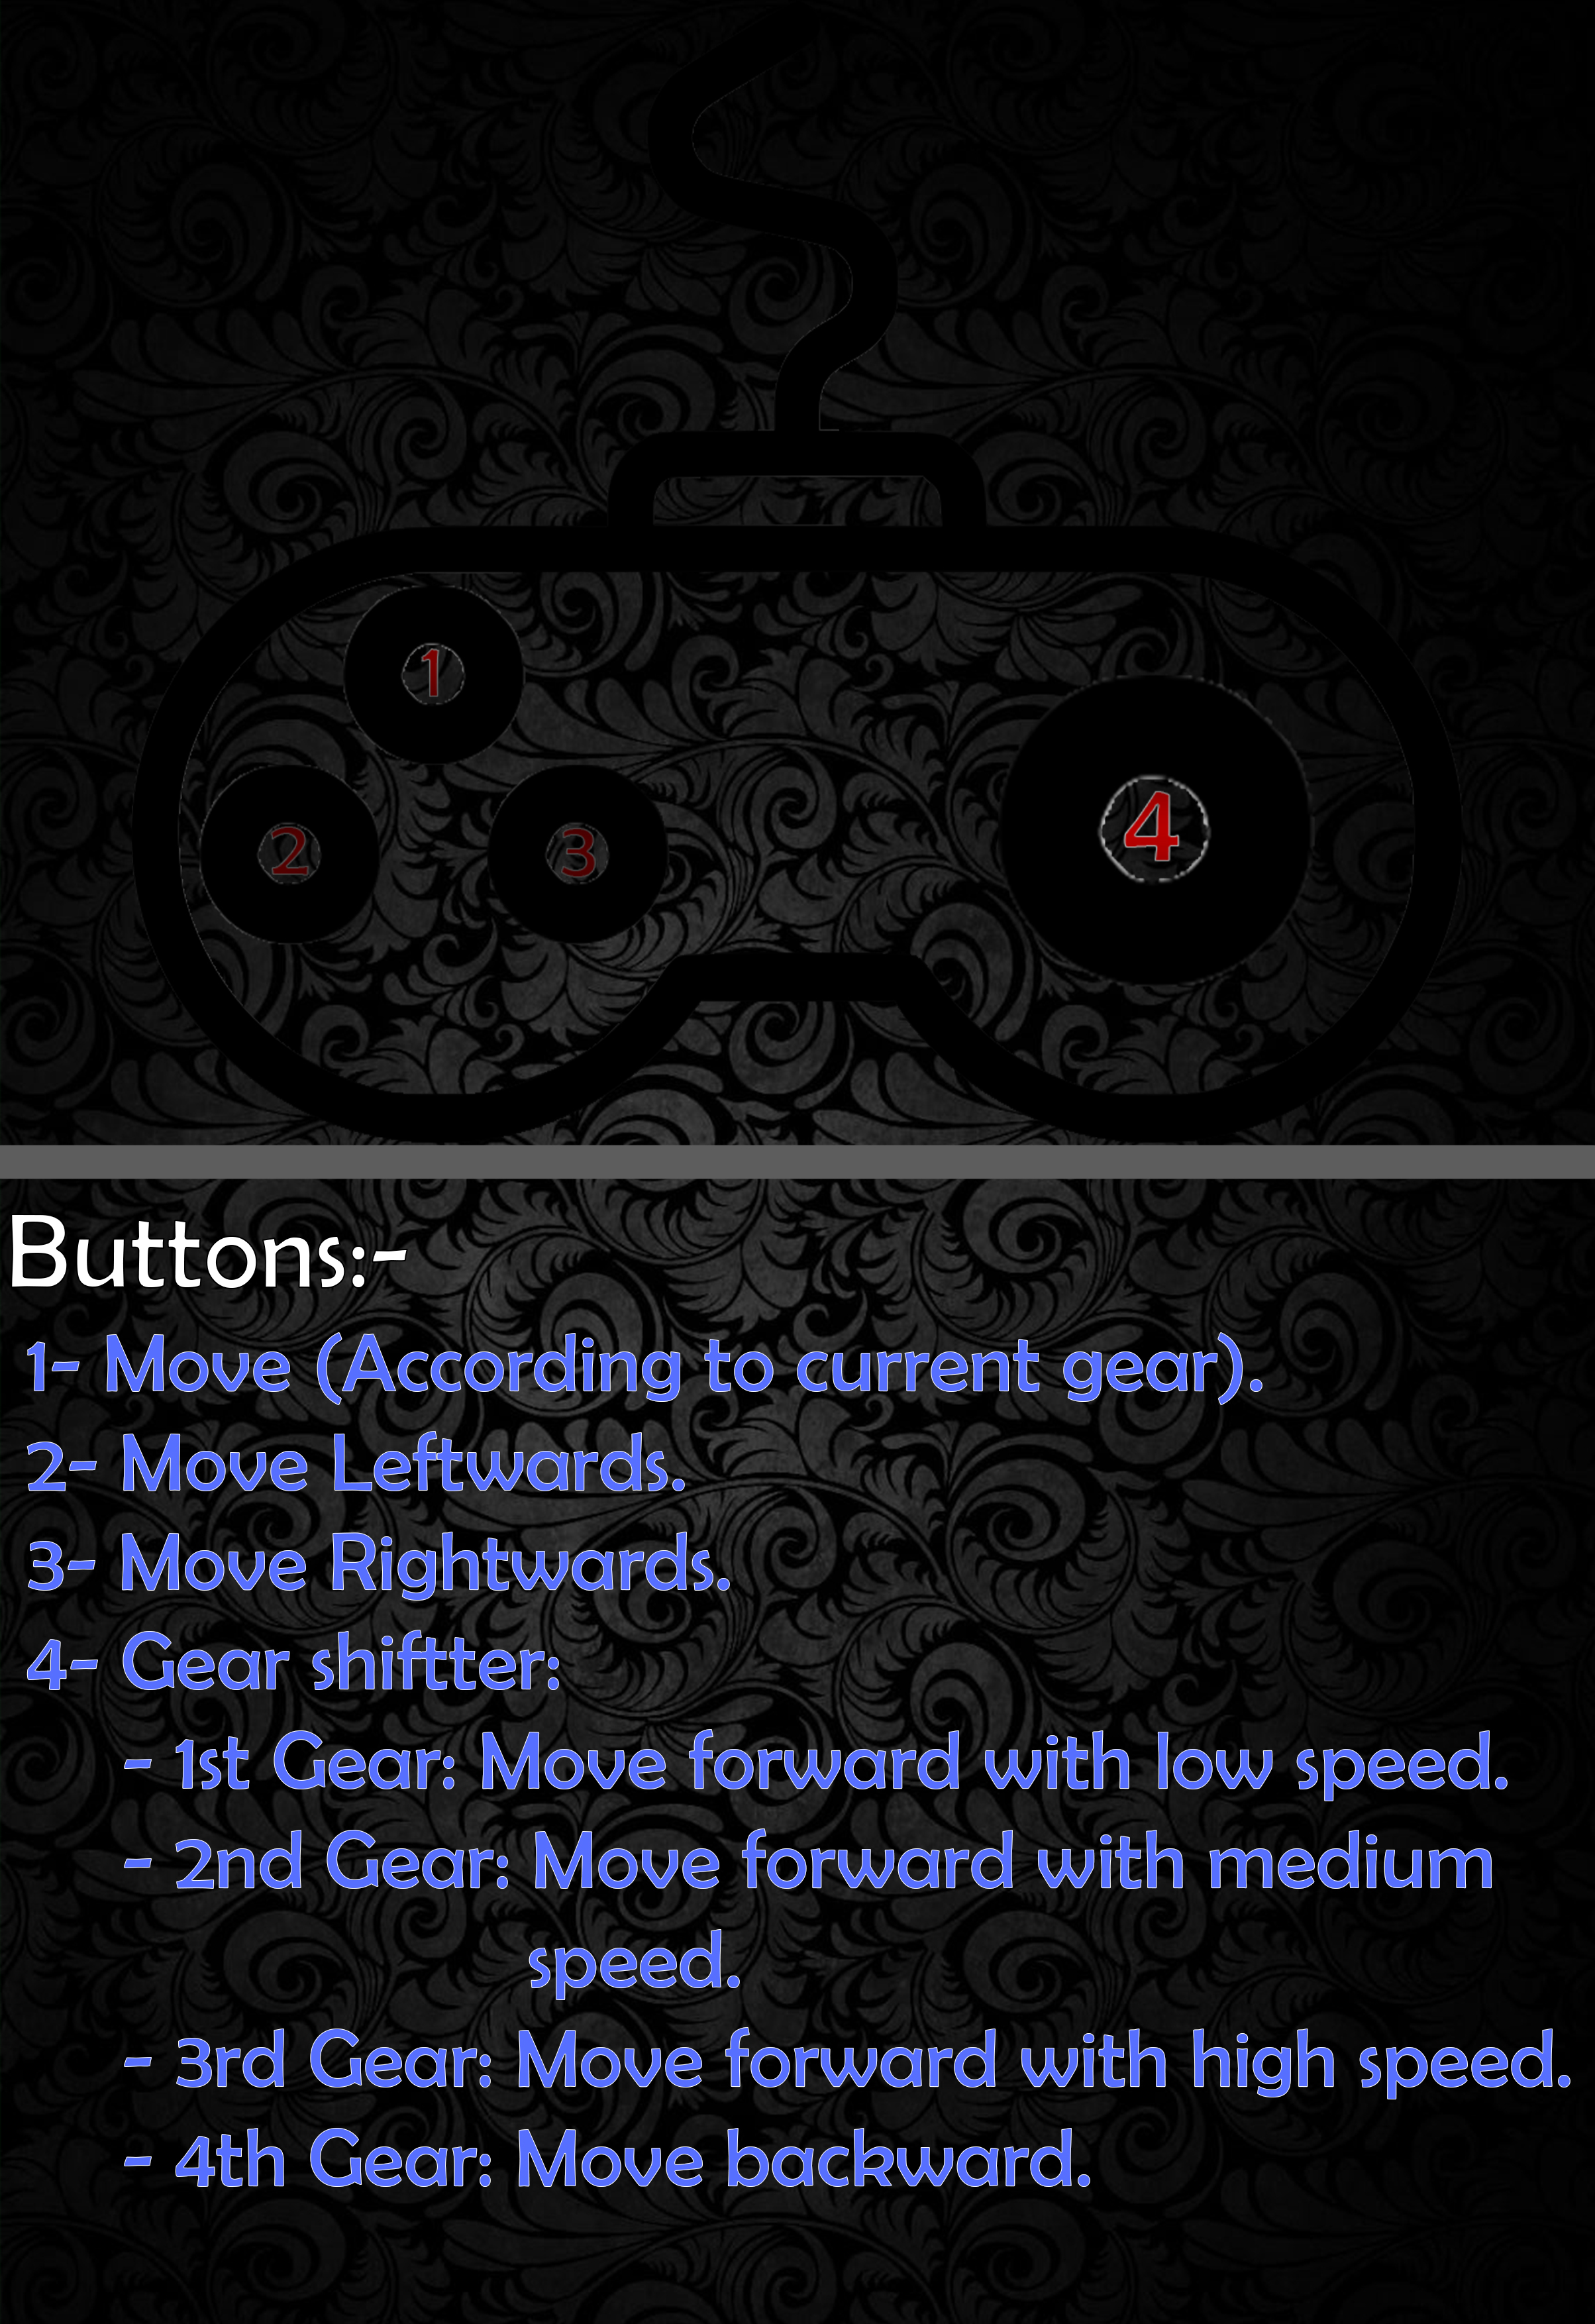 1
2
3
4
Buttons:-
1- Move (According to current gear).
2- Move Leftwards.
3- Move Rightwards.
4- Gear shiftter:
- 1st Gear: Move forward with low speed.
- 2nd Gear: Move forward with medium
speed.
- 3rd Gear: Move forward with high speed.
- 4th Gear: Move backward.